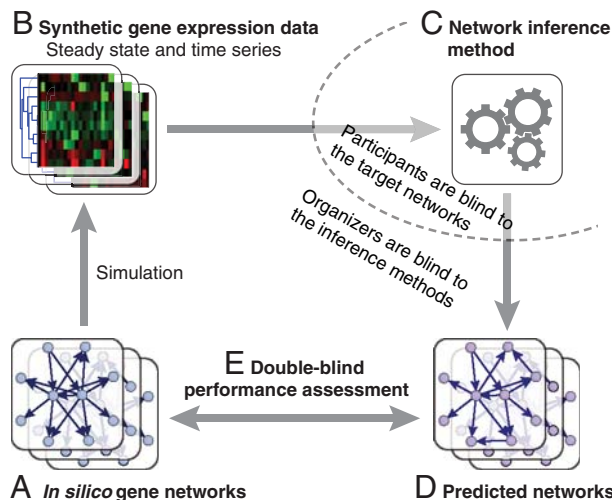 B Synthetic gene expression data
Steady state and time series
C Network inference
method
Participants are blind to
the target networks
Organizers are blind to
the inference methods
Simulation
E Double-blind
performance assessment
A In silico gene networks
D Predicted networks